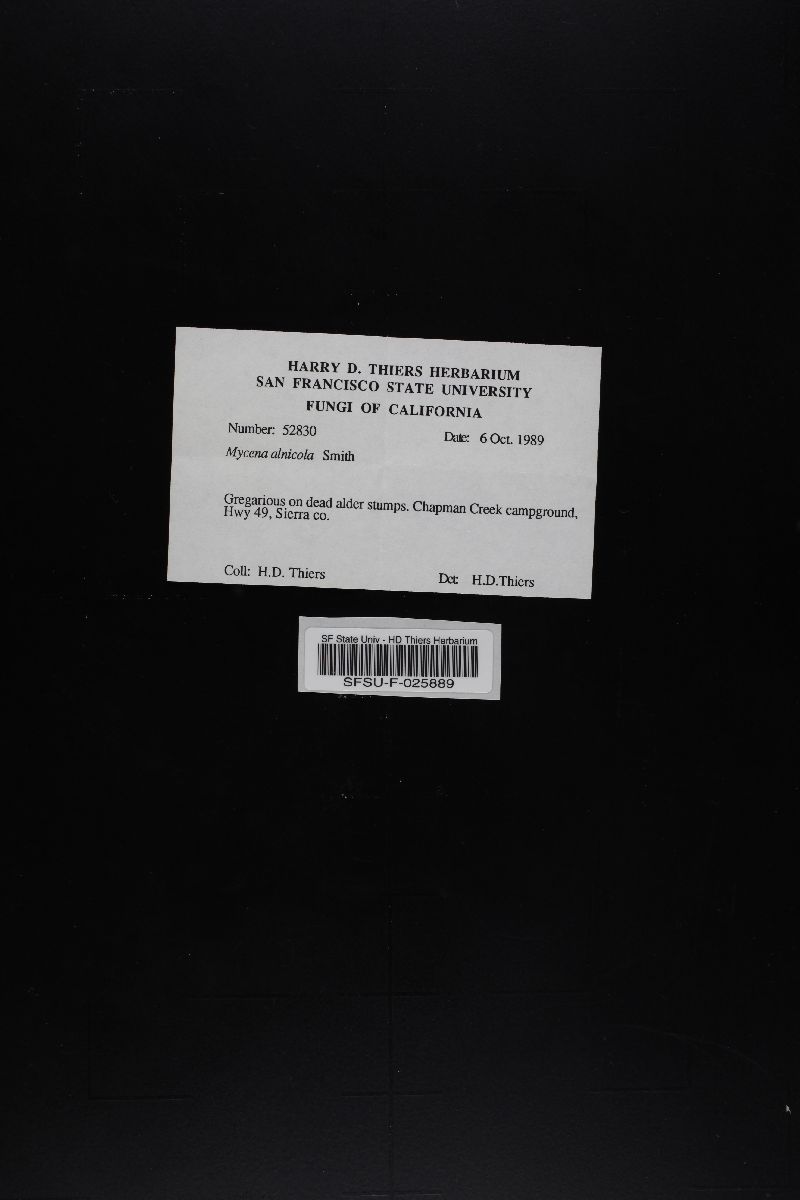 HARRY D. THIERS HERBARIUM
SAN FRANCISCO STATE UNIVERSITY
FUNGI OF CALIFORNIA
Number: 52830 Date: 6 Oct. 1989
Mycena alnicola Smith
Gregarious on dead alder stumps. Chapman Creek campground,
Hwy 49, Sierra co.
Coll: H.D. Thiers Det: H.D.Thiers
SF State Univ - HD Thiers Herbarium
SFSU-F-025889